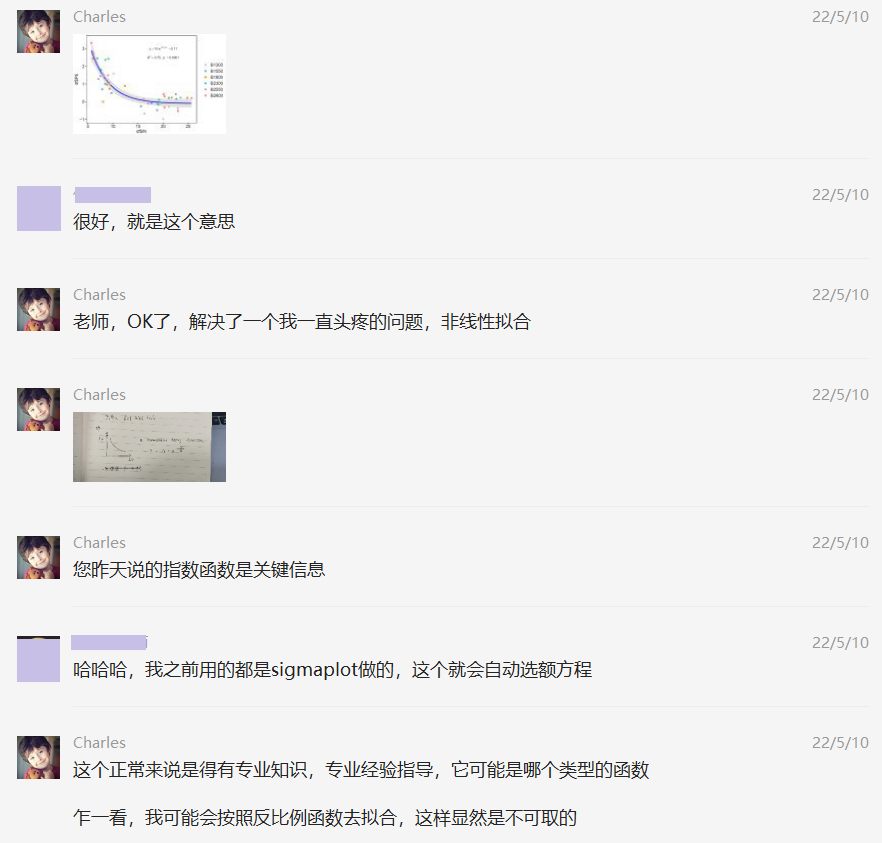 Charles 22/5/10
22/5/10
很好，就是这个意思
Charles 22/5/10
老师，OK了，解决了一个我一直头疼的问题，非线性拟合
Charles 22/5/10
Charles 22/5/10
您昨天说的指数函数是关键信息
22/5/10
哈哈哈，我之前用的都是sigmaplot做的，这个就会自动选额方程
Charles 22/5/10
这个正常来说是得有专业知识，专业经验指导，它可能是哪个类型的函数
乍一看，我可能会按照反比例函数去拟合，这样显然是不可取的